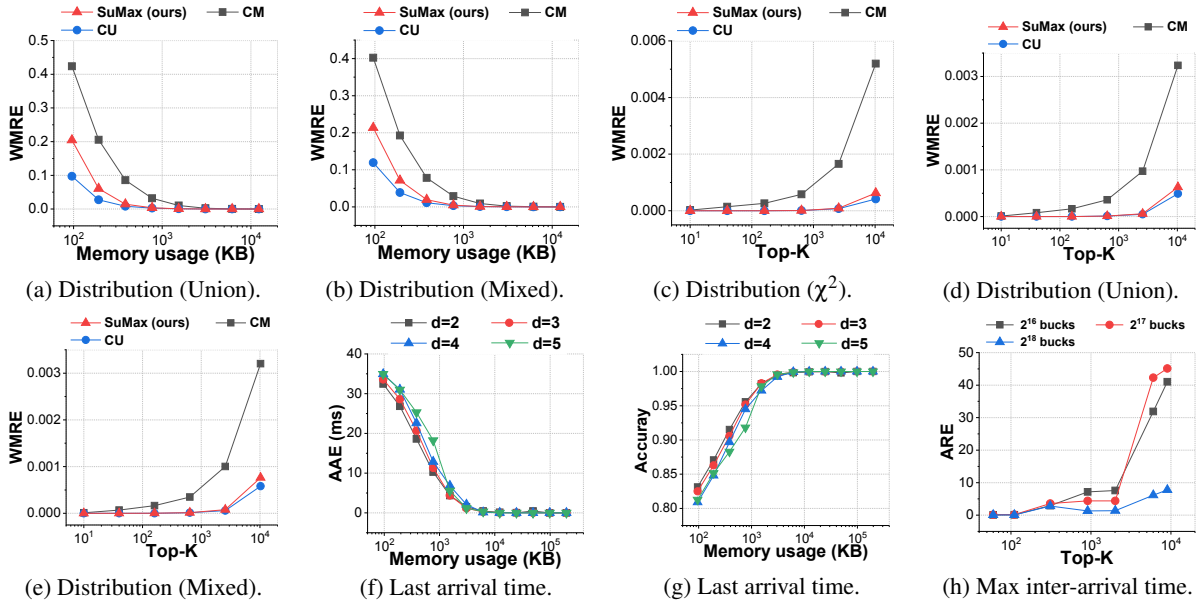 SuMax (ours) CM
CU
WMRE
0.5
0.4
0.3
0.2
0.1
0.0
10² 10³ 10⁴
Memory usage (KB)
(a) Distribution (Union).
SuMax (ours) CM
CU
WMRE
0.4
0.3
0.2
0.1
0.0
10² 10³ 10⁴
Memory usage (KB)
(b) Distribution (Mixed).
SuMax (ours) CM
CU
WMRE
0.006
0.004
0.002
0.000
10¹ 10² 10³ 10⁴
Top-K
(c) Distribution (χ²).
SuMax (ours) CM
CU
WMRE
0.003
0.002
0.001
0.000
10¹ 10² 10³ 10⁴
Top-K
(d) Distribution (Union).
SuMax (ours) CM
CU
WMRE
0.003
0.002
0.001
0.000
10¹ 10² 10³ 10⁴
Top-K
(e) Distribution (Mixed).
d=2 d=3
d=4 d=5
AAE (ms)
40
30
20
10
0
10² 10³ 10⁴ 10⁵
Memory usage (KB)
(f) Last arrival time.
d=2 d=3
d=4 d=5
Accuray
1.00
0.95
0.90
0.85
0.80
10² 10³ 10⁴ 10⁵
Memory usage (KB)
(g) Last arrival time.
2¹⁶ bucks 2¹⁷ bucks
2¹⁸ bucks
ARE
50
40
30
20
10
0
10² 10³ 10⁴
Top-K
(h) Max inter-arrival time.